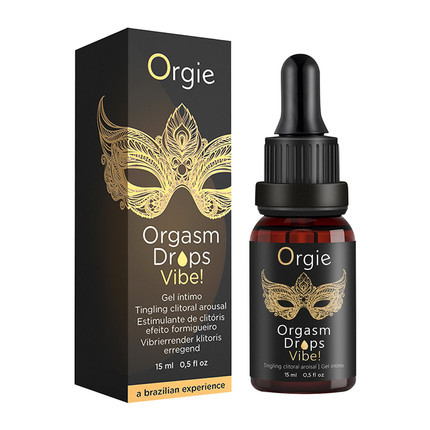 Orgie
Orgasm
Drops
Vibe!
Gel íntimo
Tingling clitoral arousal
Estimulante de clitóris
efeito formigueiro
Vibrierrender klitoris
erregend
15 ml 0,5 fl oz
a brazilian experience
Orgie
Orgasm
Drops
Vibe!
Tingling clitoral arosal | Gel íntimo
15 ml 0,5 fl oz